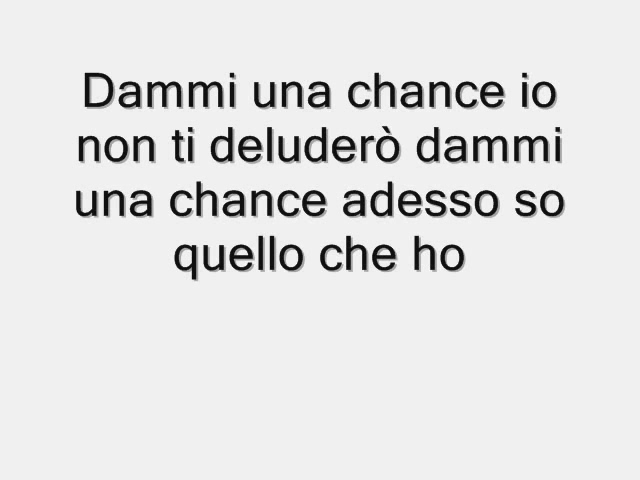 Dammi una chance io
non ti deluderò dammi
una chance adesso so
quello che ho